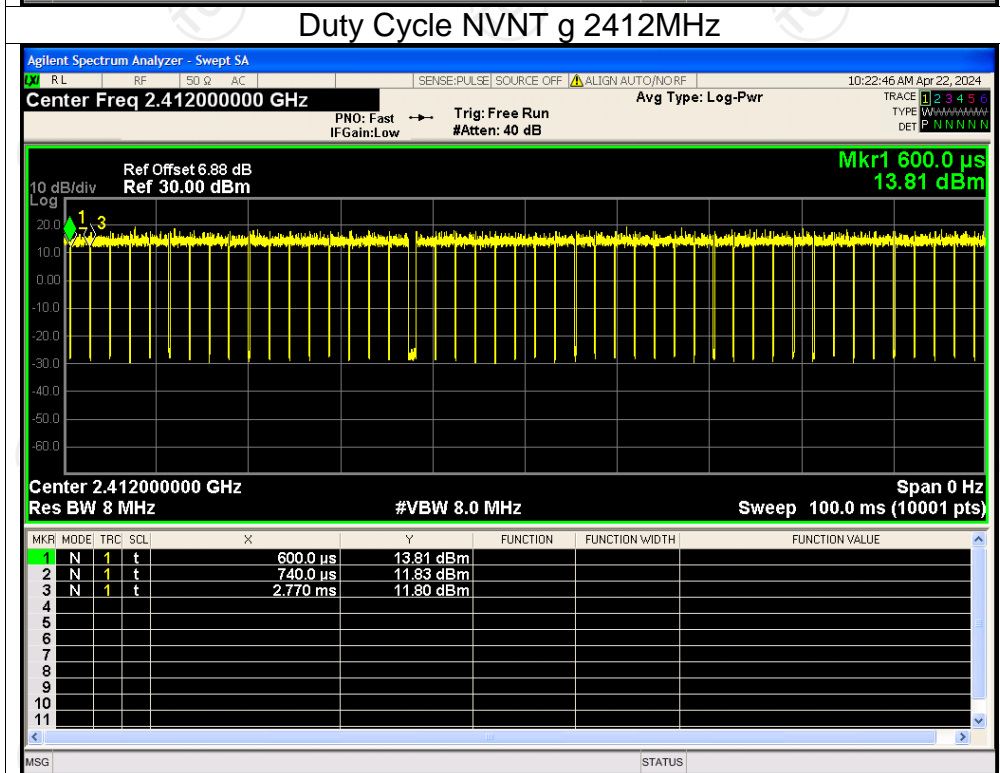 Duty Cycle NVNT g 2412MHz
Agilent Spectrum Analyzer - Swept SA
LXI RL RF 50 Ω AC SENSE:PULSE SOURCE OFF ALIGN AUTO/NO RF 10:22:46 AM Apr 22, 2024
Center Freq 2.412000000 GHz
PNO: Fast
IFGain:Low
Trig: Free Run
#Atten: 40 dB
Avg Type: Log-Pwr
TRACE 1 2 3 4 5 6
TYPE WWWWWW
DET P N N N N N
Mkr1 600.0 µs
13.81 dBm
Ref Offset 6.88 dB
10 dB/div Ref 30.00 dBm
Log
20.0
10.0
0.00
-10.0
-20.0
-30.0
-40.0
-50.0
-60.0
1
3
Center 2.412000000 GHz Span 0 Hz
Res BW 8 MHz #VBW 8.0 MHz Sweep 100.0 ms (10001 pts)
MKR MODE TRC SCL X Y FUNCTION FUNCTION WIDTH FUNCTION VALUE
1 N 1 t 600.0 µs 13.81 dBm
2 N 1 t 740.0 µs 11.83 dBm
3 N 1 t 2.770 ms 11.80 dBm
4
5
6
7
8
9
10
11
MSG STATUS